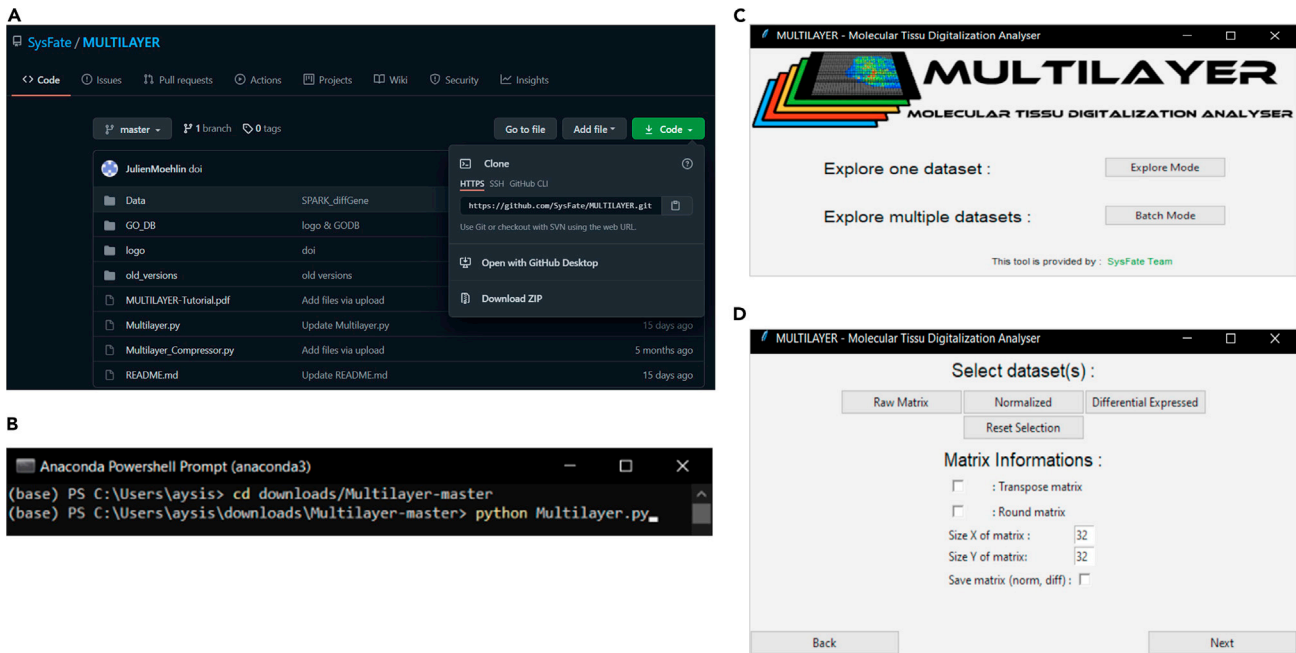 A
SysFate / MULTILAYER
Code Issues Pull requests Actions Projects Wiki Security Insights
master 1 branch 0 tags Go to file Add file Code
JulienMoehlin doi
Data SPARK_diffGene
GO_DB logo & GODB
logo doi
old_versions old versions
MULTILAYER-Tutorial.pdf Add files via upload
Multilayer.py Update Multilayer.py 15 days ago
Multilayer_Compressor.py Add files via upload 5 months ago
README.md Update README.md 15 days ago
Clone
HTTPS SSH GitHub CLI
https://github.com/SysFate/MULTILAYER.git
Use Git or checkout with SVN using the web URL.
Open with GitHub Desktop
Download ZIP
B
Anaconda Powershell Prompt (anaconda3)
(base) PS C:\Users\aysis> cd downloads/Multilayer-master
(base) PS C:\Users\aysis\downloads\Multilayer-master> python Multilayer.py
C
MULTILAYER - Molecular Tissu Digitalization Analyser
MULTILAYER
MOLECULAR TISSU DIGITALIZATION ANALYSER
Explore one dataset : Explore Mode
Explore multiple datasets : Batch Mode
This tool is provided by : SysFate Team
D
MULTILAYER - Molecular Tissu Digitalization Analyser
Select dataset(s) :
Raw Matrix Normalized Differential Expressed
Reset Selection
Matrix Informations :
: Transpose matrix
: Round matrix
Size X of matrix : 32
Size Y of matrix: 32
Save matrix (norm, diff) :
Back Next